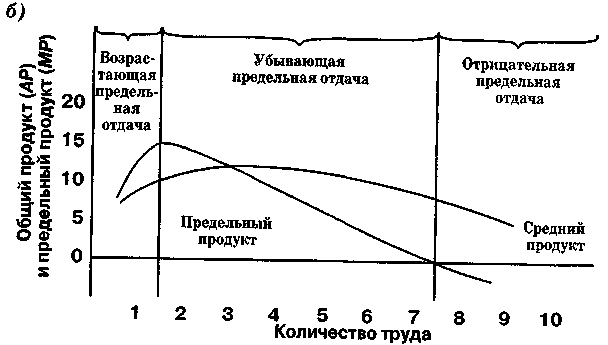 б)
Возрас-
тающая
предель-
ная
отдача
Убывающая
предельная отдача
Отрицательная
предельная
отдача
Общий продукт (AP)
и предельный продукт (MP)
20
15
10
5
0
Предельный
продукт
Средний
продукт
1 2 3 4 5 6 7 8 9 10
Количество труда